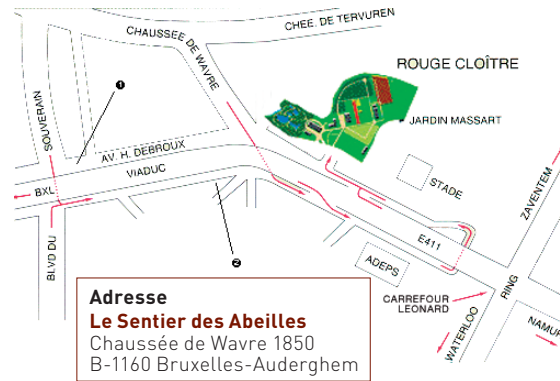 CHEE. DE TERVUREN
CHAUSSEE DE WAVRE
ROUGE CLOÎTRE
JARDIN MASSART
1
SOUVERAIN
AV. H. DEBROUX
VIADUC
BXL
STADE
ZAVENTEM
BLVD DU
2
E411
ADEPS
RING
CARREFOUR
LEONARD
WATERLOO
NAMUR
Adresse
Le Sentier des Abeilles
Chaussée de Wavre 1850
B-1160 Bruxelles-Auderghem